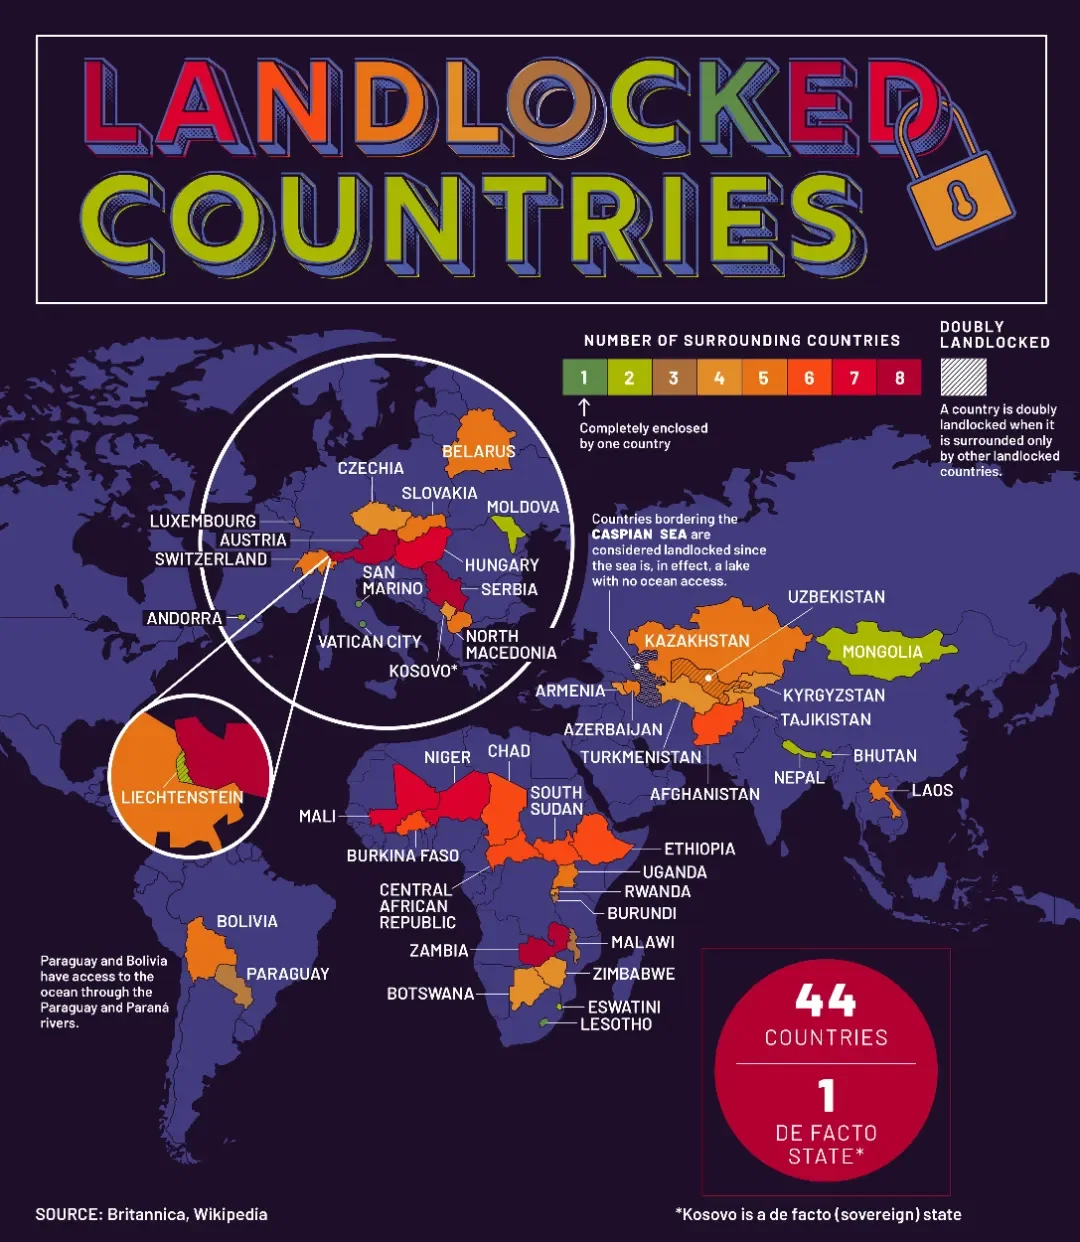 LANDLOCKED
COUNTRIES
NUMBER OF SURROUNDING COUNTRIES
1 2 3 4 5 6 7 8
Completely enclosed
by one country
DOUBLY
LANDLOCKED
A country is doubly
landlocked when it
is surrounded only
by other landlocked
countries.
BELARUS
CZECHIA
SLOVAKIA
MOLDOVA
LUXEMBOURG
AUSTRIA
SWITZERLAND
HUNGARY
SAN
MARINO
SERBIA
ANDORRA
VATICAN CITY
NORTH
MACEDONIA
KOSOVO*
LIECHTENSTEIN
Countries bordering the
CASPIAN SEA are
considered landlocked since
the sea is, in effect, a lake
with no ocean access.
UZBEKISTAN
KAZAKHSTAN
MONGOLIA
ARMENIA
KYRGYZSTAN
TAJIKISTAN
AZERBAIJAN
TURKMENISTAN
BHUTAN
NEPAL
AFGHANISTAN
LAOS
NIGER
CHAD
SOUTH
SUDAN
MALI
BURKINA FASO
ETHIOPIA
UGANDA
CENTRAL
AFRICAN
REPUBLIC
RWANDA
BURUNDI
ZAMBIA
MALAWI
ZIMBABWE
BOTSWANA
ESWATINI
LESOTHO
BOLIVIA
PARAGUAY
Paraguay and Bolivia
have access to the
ocean through the
Paraguay and Paraná
rivers.
44
COUNTRIES
1
DE FACTO
STATE*
SOURCE: Britannica, Wikipedia
*Kosovo is a de facto (sovereign) state